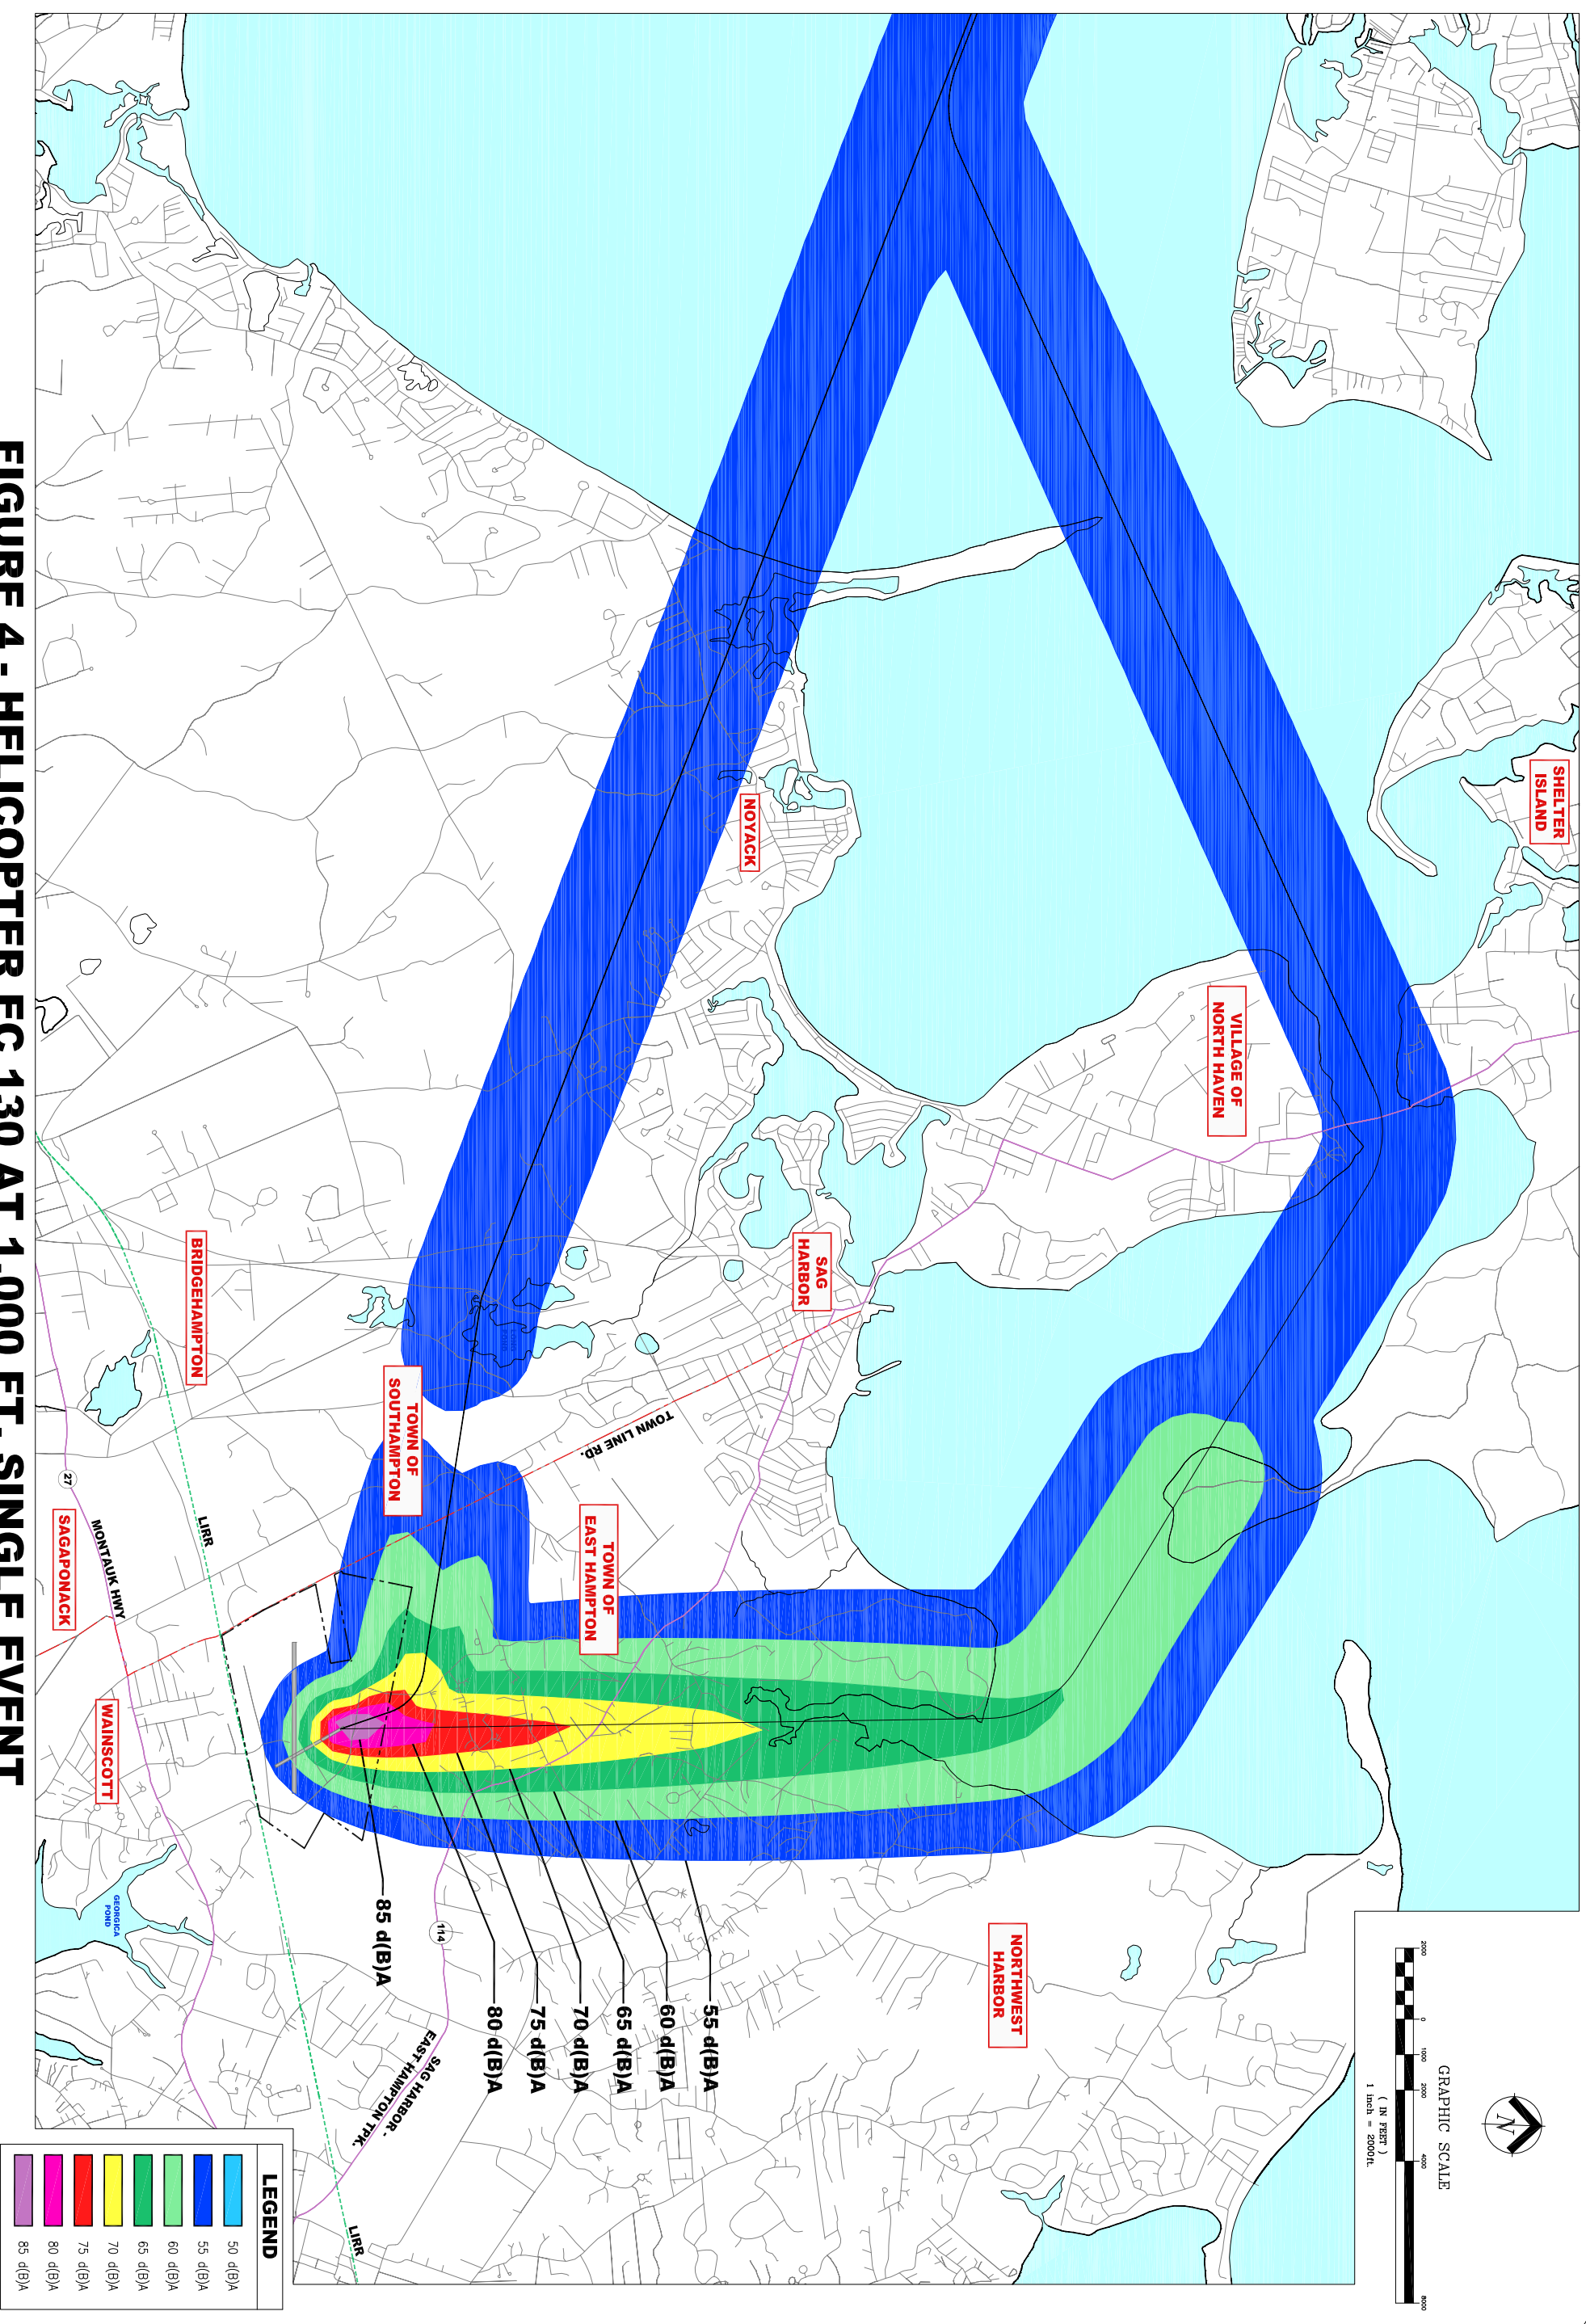 SHELTER
ISLAND
VILLAGE OF
NORTH HAVEN
NOYACK
SAG
HARBOR
BRIDGEHAMPTON
TOWN OF
SOUTHAMPTON
TOWN LINE RD.
TOWN OF
EAST HAMPTON
27
SAGAPONACK
MONTAUK HWY
LIRR
WAINSCOTT
GEORGICA
POND
114
NORTHWEST
HARBOR
55 d(B)A
60 d(B)A
65 d(B)A
70 d(B)A
75 d(B)A
80 d(B)A
85 d(B)A
SAG HARBOR-
EAST HAMPTON TPK.
LIRR
GRAPHIC SCALE
2000
0
1000
2000
4000
8000
( IN FEET )
1 inch = 2000ft.
N
LEGEND
50 d(B)A
55 d(B)A
60 d(B)A
65 d(B)A
70 d(B)A
75 d(B)A
80 d(B)A
85 d(B)A
FIGURE 4 - HELICOPTER EC 130 AT 1,000 FT - SINGLE EVENT